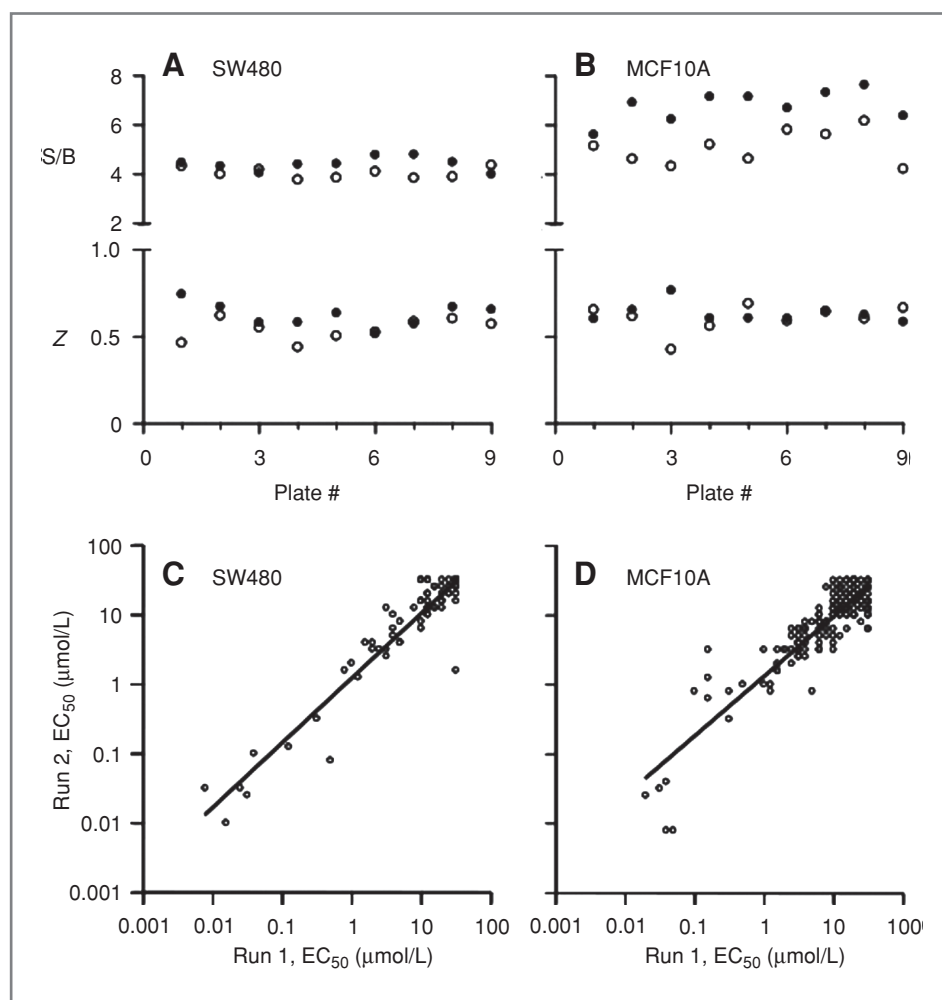 A SW480
8
6
S/B
4
2
1.0
Z
0.5
0
0 3 6 9
Plate #
B MCF10A
0 3 6 9
Plate #
C SW480
100
10
1
0.1
0.01
0.001
Run 2, EC50 (μmol/L)
0.001 0.01 0.1 1 10 100
Run 1, EC50 (μmol/L)
D MCF10A
0.001 0.01 0.1 1 10 100
Run 1, EC50 (μmol/L)